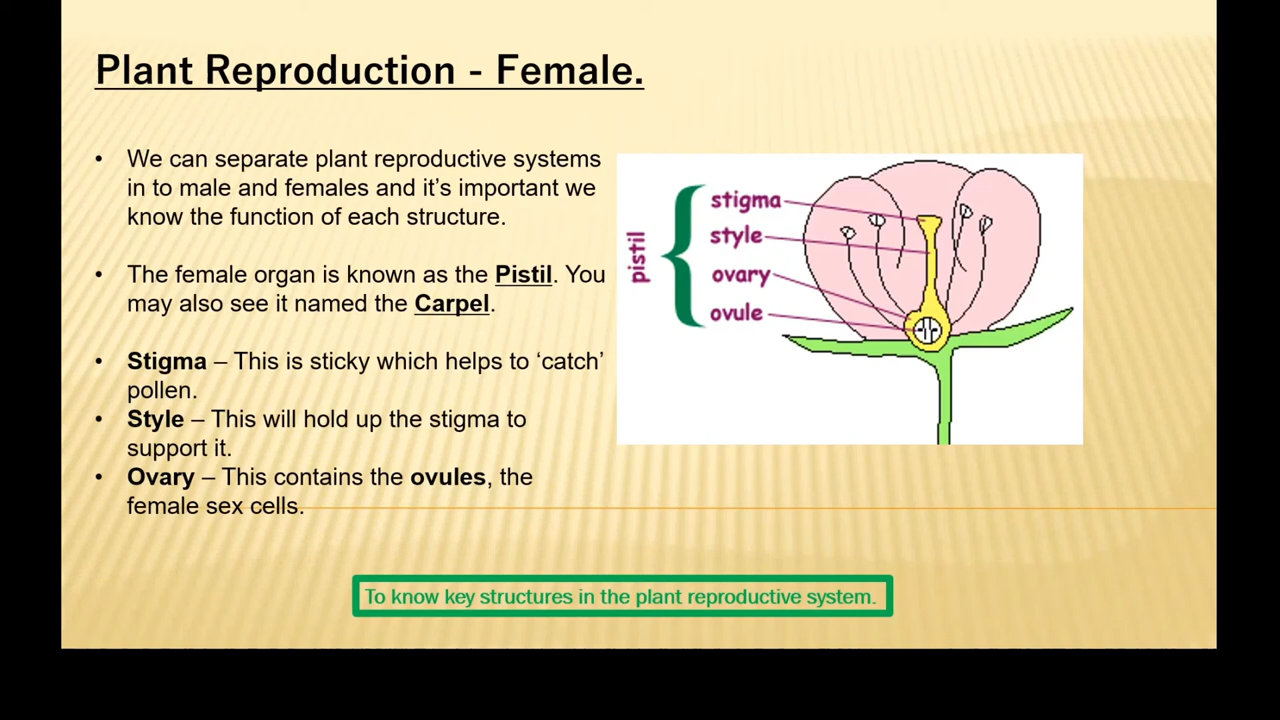 Plant Reproduction - Female.
• We can separate plant reproductive systems
in to male and females and it’s important we
know the function of each structure.
• The female organ is known as the Pistil. You
may also see it named the Carpel.
• Stigma – This is sticky which helps to ‘catch’
pollen.
• Style – This will hold up the stigma to
support it.
• Ovary – This contains the ovules, the
female sex cells.
pistil
stigma
style
ovary
ovule
To know key structures in the plant reproductive system.